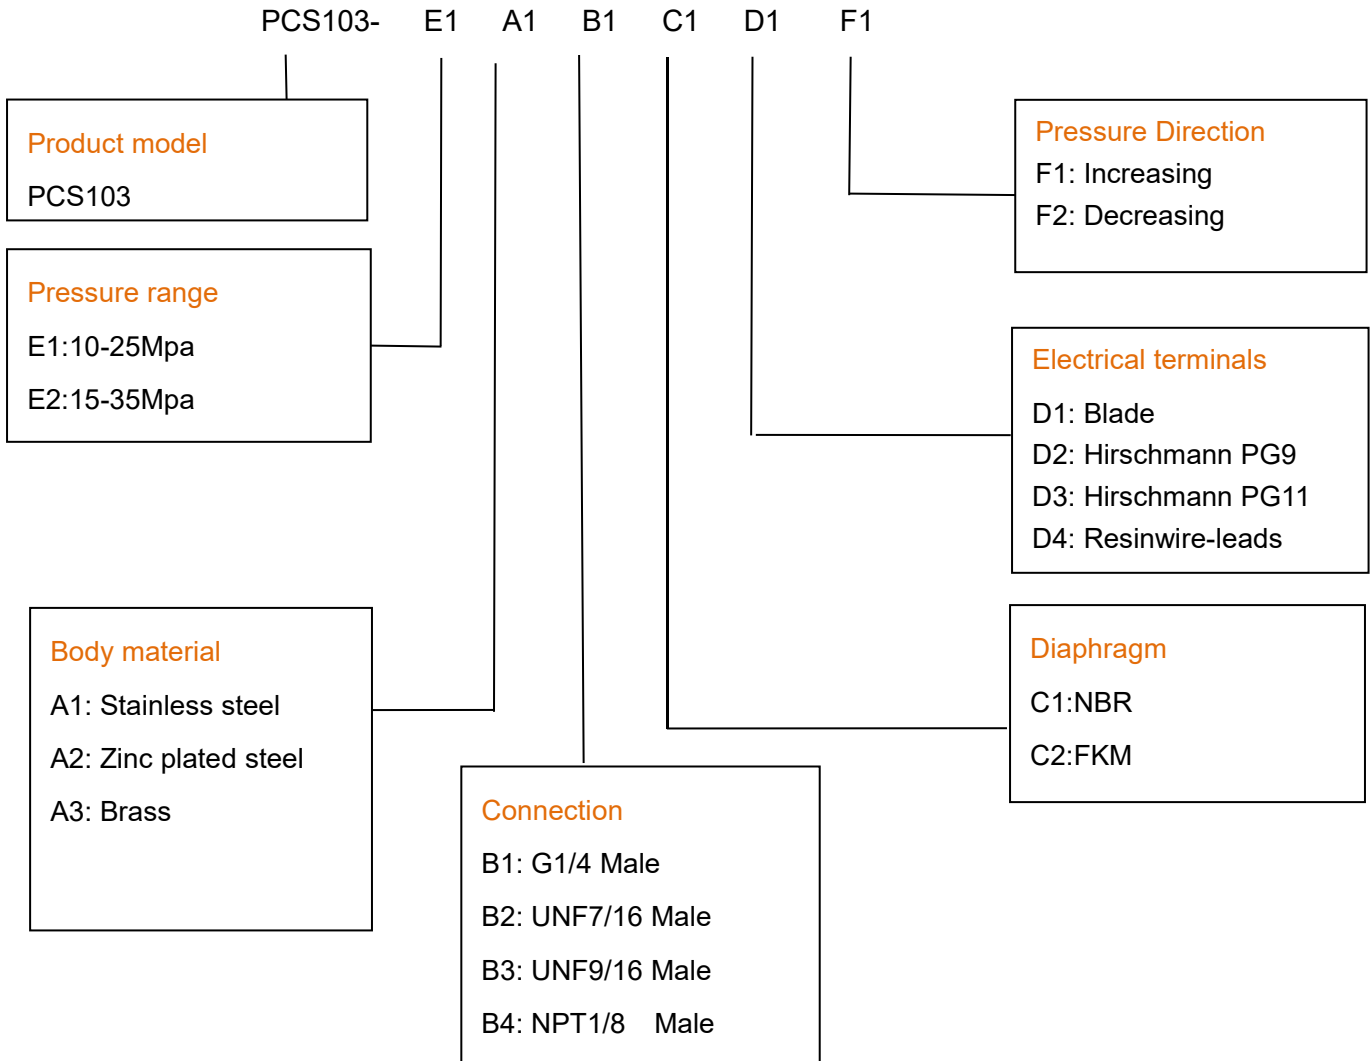 PCS103- E1 A1 B1 C1 D1 F1
Product model
PCS103
Pressure range
E1:10-25Mpa
E2:15-35Mpa
Body material
A1: Stainless steel
A2: Zinc plated steel
A3: Brass
Connection
B1: G1/4 Male
B2: UNF7/16 Male
B3: UNF9/16 Male
B4: NPT1/8 Male
Pressure Direction
F1: Increasing
F2: Decreasing
Electrical terminals
D1: Blade
D2: Hirschmann PG9
D3: Hirschmann PG11
D4: Resinwire-leads
Diaphragm
C1:NBR
C2:FKM